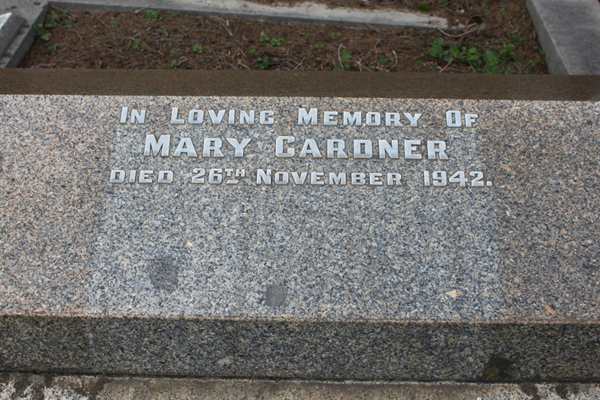 In Loving Memory Of
MARY GARDNER
DIED 26TH NOVEMBER 1942.